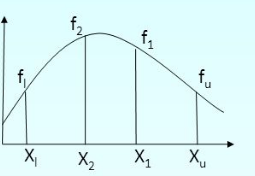 f₂
f₁
fₗ
fᵤ
Xₗ
X₂
X₁
Xᵤ